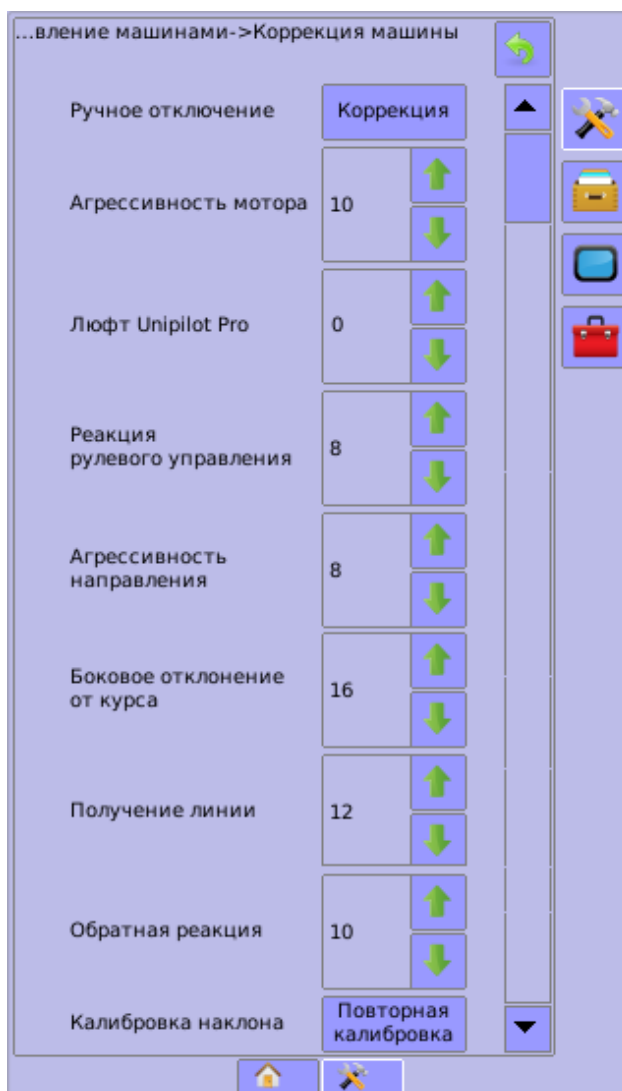 ...вление машинами->Коррекция машины
Ручное отключение
Коррекция
Агрессивность мотора
10
Люфт Unipilot Pro
0
Реакция
рулевого управления
8
Агрессивность
направления
8
Боковое отклонение
от курса
16
Получение линии
12
Обратная реакция
10
Калибровка наклона
Повторная
калибровка